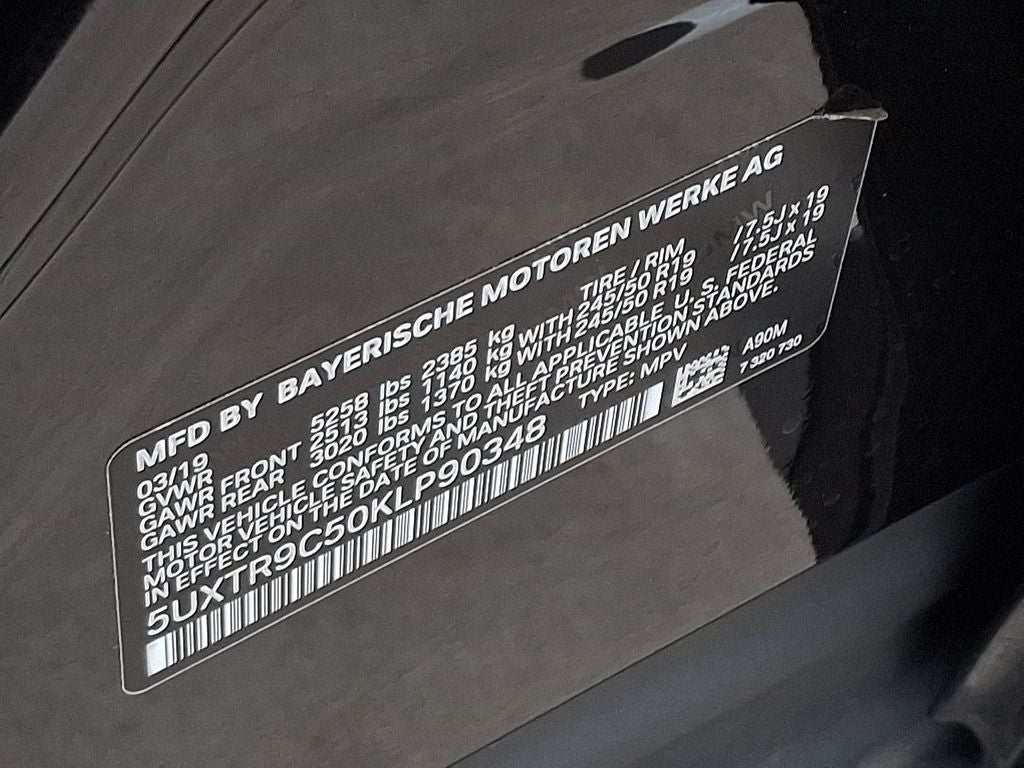 MFD BY BAYERISCHE MOTOREN WERKE AG
03/19 TIRE / RIM
GVWR 5258 lbs 2385 kg
GAWR FRONT 2513 lbs 1140 kg WITH 245/50 R19 /7.5J x 19
GAWR REAR 3020 lbs 1370 kg WITH 245/50 R19 /7.5J x 19
THIS VEHICLE CONFORMS TO ALL APPLICABLE U. S. FEDERAL
MOTOR VEHICLE SAFETY AND THEFT PREVENTION STANDARDS
IN EFFECT ON THE DATE OF MANUFACTURE SHOWN ABOVE.
5UXTR9C50KLP90348 TYPE: MPV
A90M
7 320 730